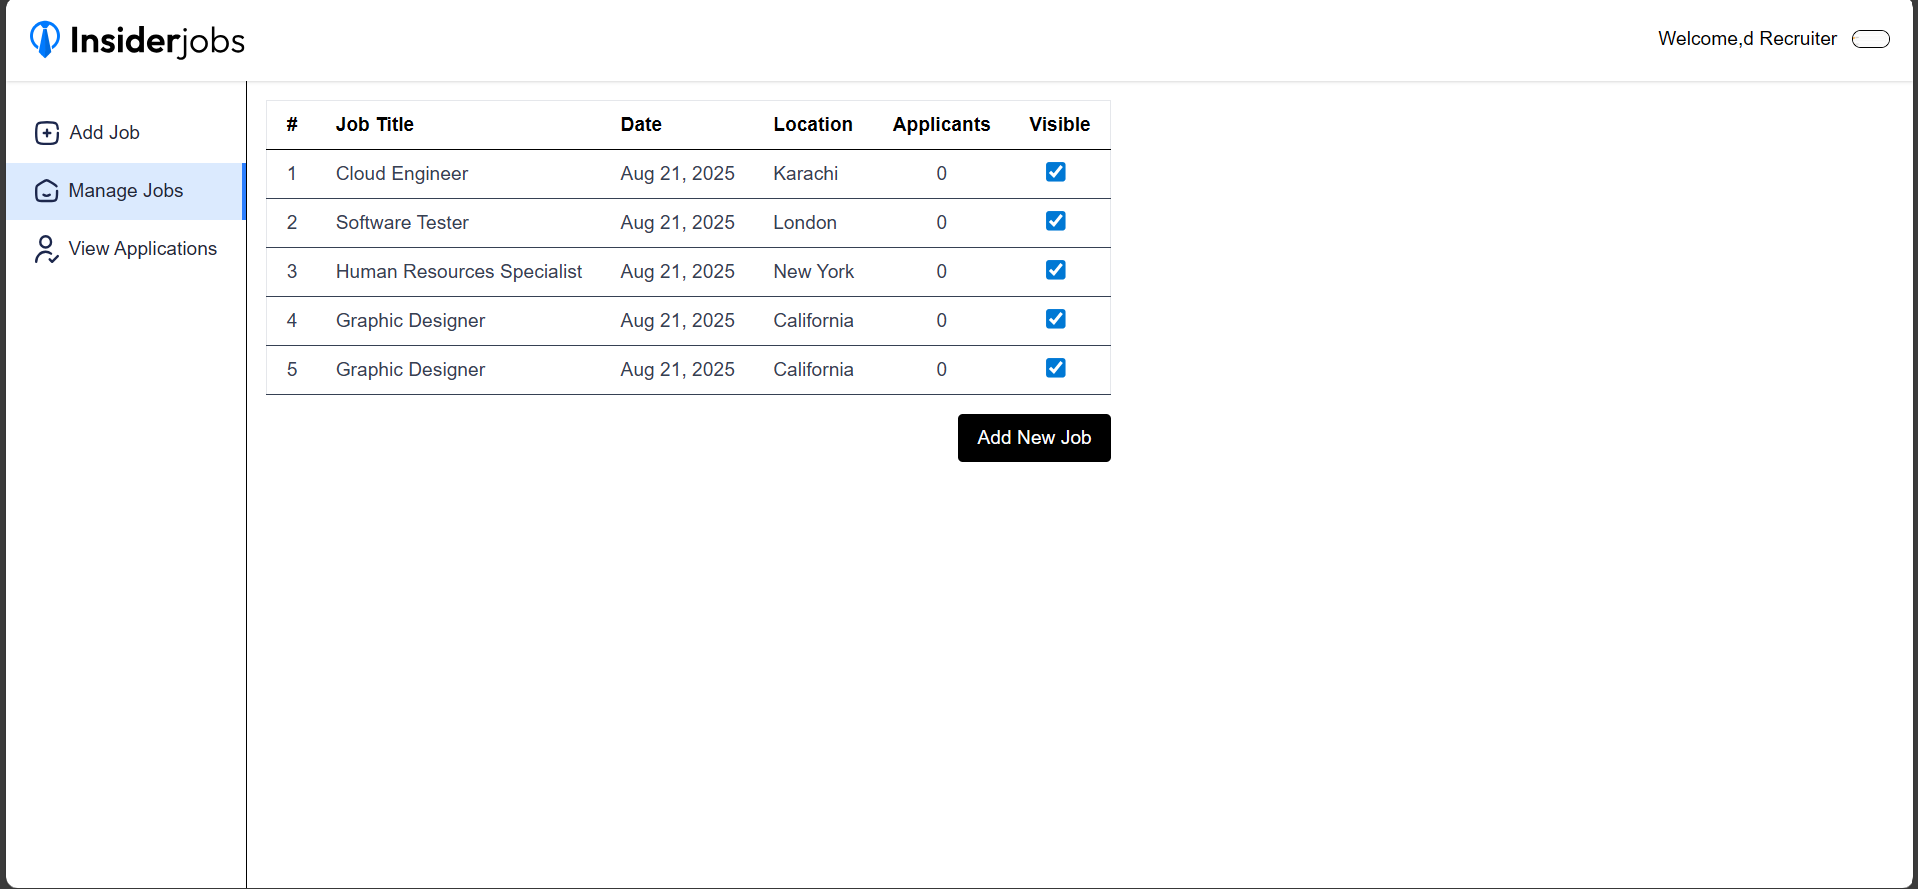 Insiderjobs
Welcome,d Recruiter
Add Job
Manage Jobs
View Applications
# Job Title Date Location Applicants Visible
1 Cloud Engineer Aug 21, 2025 Karachi 0
2 Software Tester Aug 21, 2025 London 0
3 Human Resources Specialist Aug 21, 2025 New York 0
4 Graphic Designer Aug 21, 2025 California 0
5 Graphic Designer Aug 21, 2025 California 0
Add New Job